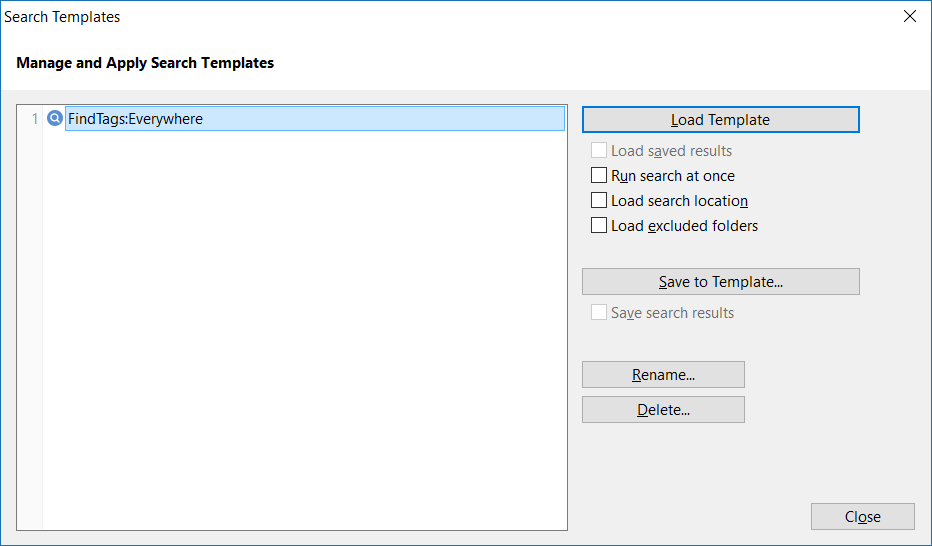 Search Templates
Manage and Apply Search Templates
1 FindTags:Everywhere
Load Template
Load saved results
Run search at once
Load search location
Load excluded folders
Save to Template...
Save search results
Rename...
Delete...
Close